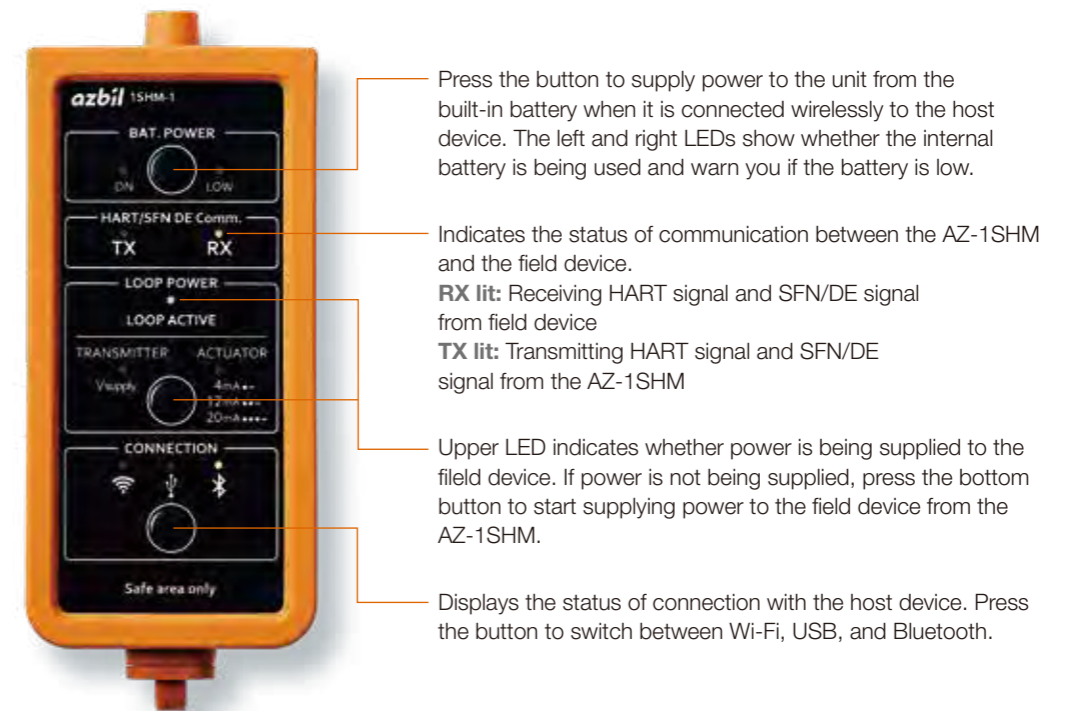 azbil 1SHM-1
BAT. POWER
ON LOW
HART/SFN DE Comm.
TX RX
LOOP POWER
LOOP ACTIVE
TRANSMITTER ACTUATOR
Vsupply 4mA
12mA
20mA
CONNECTION
Safe area only
Press the button to supply power to the unit from the
built-in battery when it is connected wirelessly to the host
device. The left and right LEDs show whether the internal
battery is being used and warn you if the battery is low.
Indicates the status of communication between the AZ-1SHM
and the field device.
RX lit: Receiving HART signal and SFN/DE signal
from field device
TX lit: Transmitting HART signal and SFN/DE
signal from the AZ-1SHM
Upper LED indicates whether power is being supplied to the
fileld device. If power is not being supplied, press the bottom
button to start supplying power to the field device from the
AZ-1SHM.
Displays the status of connection with the host device. Press
the button to switch between Wi-Fi, USB, and Bluetooth.